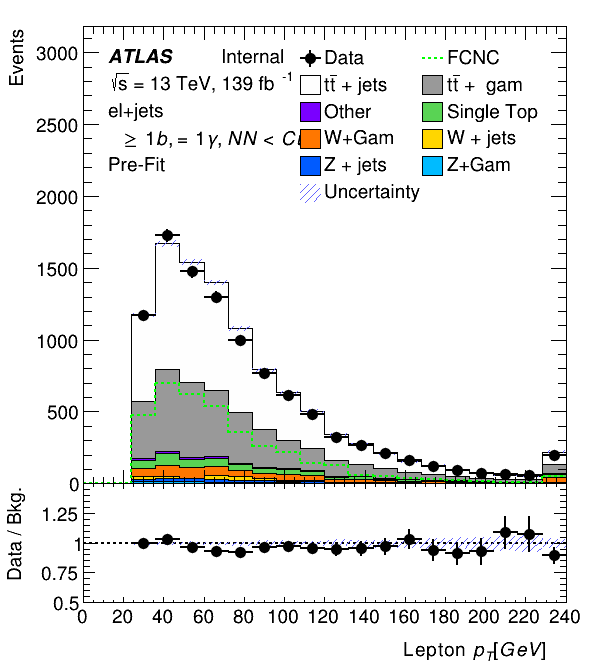 Events
3000
2500
2000
1500
1000
500
0
ATLAS Internal
√s = 13 TeV, 139 fb⁻¹
el+jets
≥ 1b, = 1γ, NN <
Pre-Fit
Data
FCNC
tt̄ + jets
tt̄ + gam
Other
Single Top
W+Gam
W + jets
Z + jets
Z+Gam
Uncertainty
Data / Bkg.
1.25
1
0.75
0.5
0 20 40 60 80 100 120 140 160 180 200 220 240
Lepton p_T[GeV]